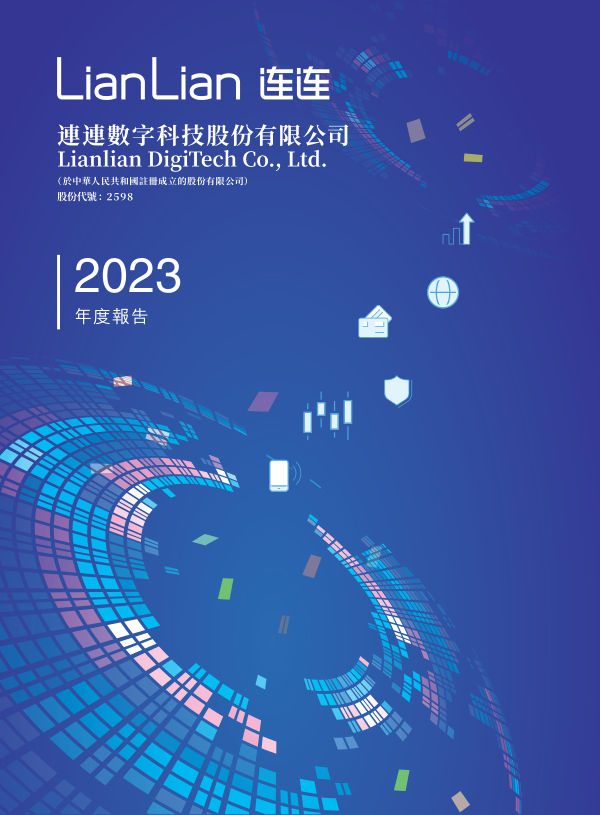 LianLian 连连
連連數字科技股份有限公司
Lianlian DigiTech Co., Ltd.
（於中華人民共和國註冊成立的股份有限公司）
股份代號：2598
2023
年度報告